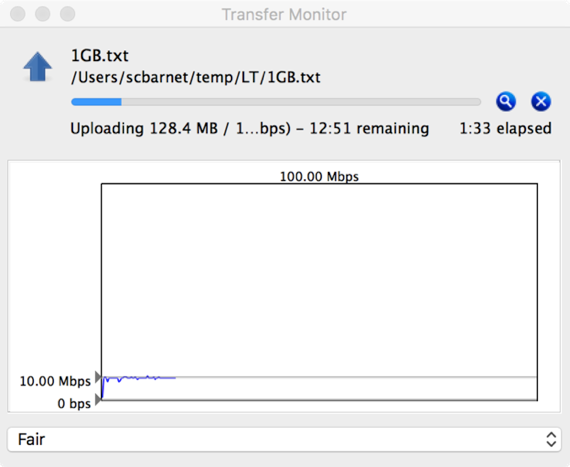 Transfer Monitor
1GB.txt
/Users/scbarnet/temp/LT/1GB.txt
Uploading 128.4 MB / 1...bps) – 12:51 remaining 1:33 elapsed
100.00 Mbps
10.00 Mbps
0 bps
Fair